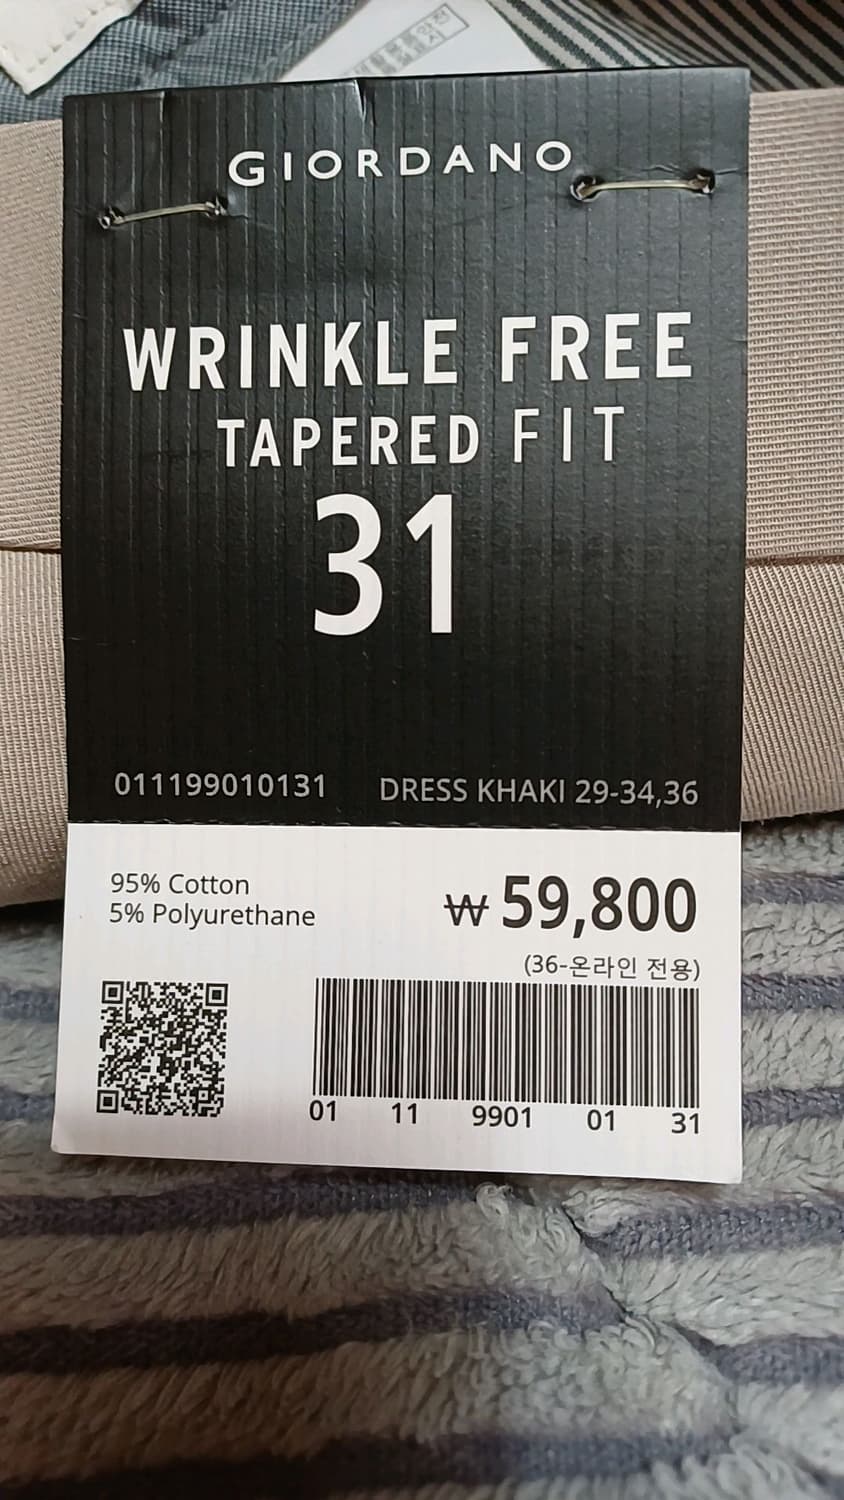 GIORDANO
WRINKLE FREE
TAPERED FIT
31
011199010131 DRESS KHAKI 29-34,36
95% Cotton
5% Polyurethane
₩ 59,800
(36-온라인 전용)
01 11 9901 01 31